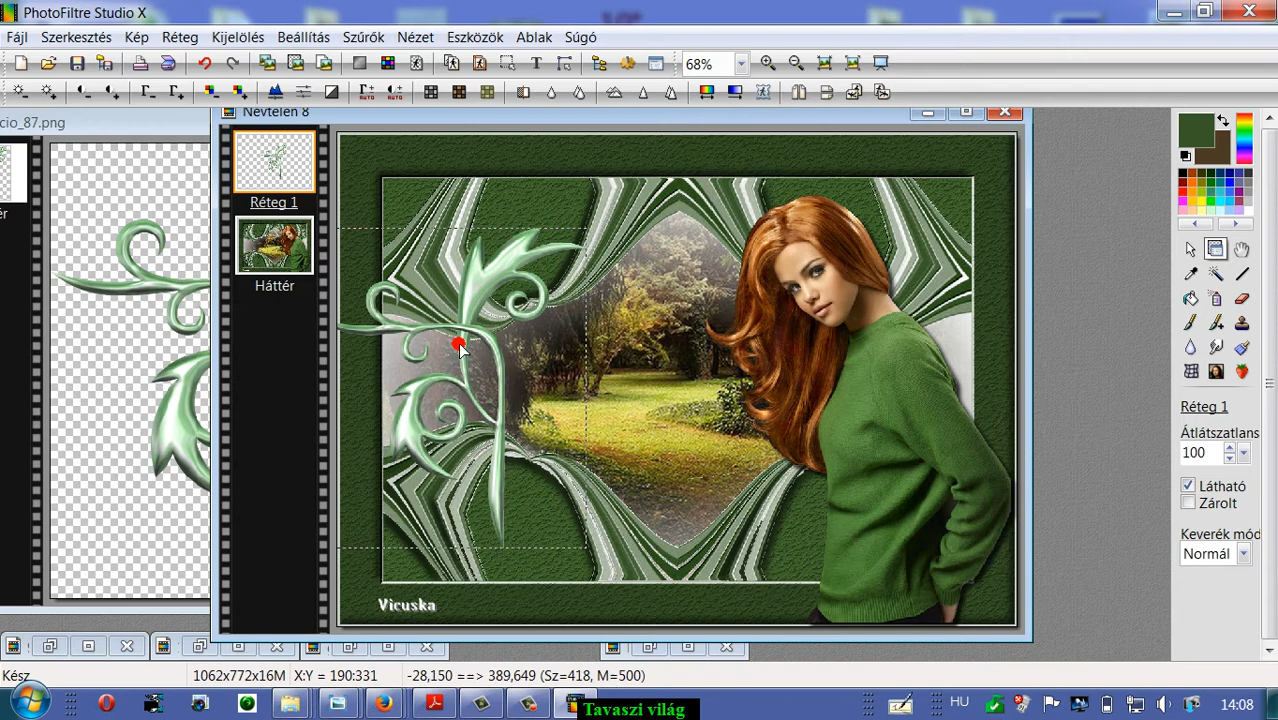 PhotoFiltre Studio X
Fájl Szerkesztés Kép Réteg Kijelölés Beállítás Szűrők Nézet Eszközök Ablak Súgó
68%
cio_87.png
Névtelen 8
Réteg 1
Háttér
Vicuska
Réteg 1
Átlátszatlans
100
Látható
Zárolt
Keverék mód
Normál
Kész 1062x772x16M X:Y = 190:331 -28,150 ==> 389,649 (Sz=418, M=500)
Tavaszi világ
HU
14:08